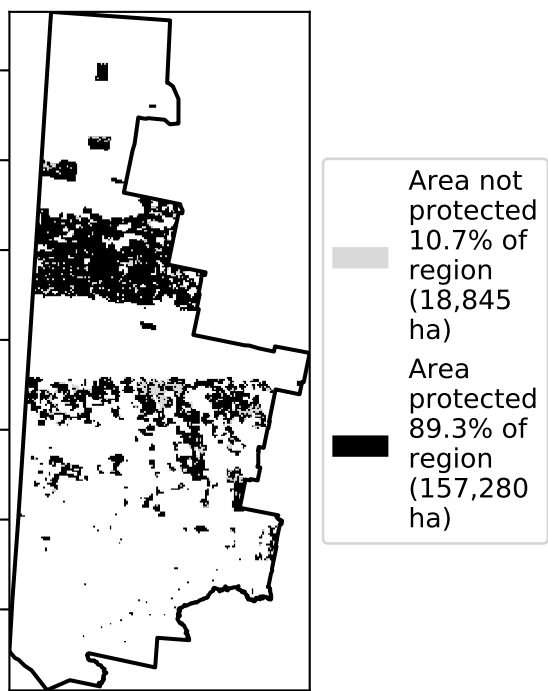 Area not
protected
10.7% of
region
(18,845
ha)
Area
protected
89.3% of
region
(157,280
ha)